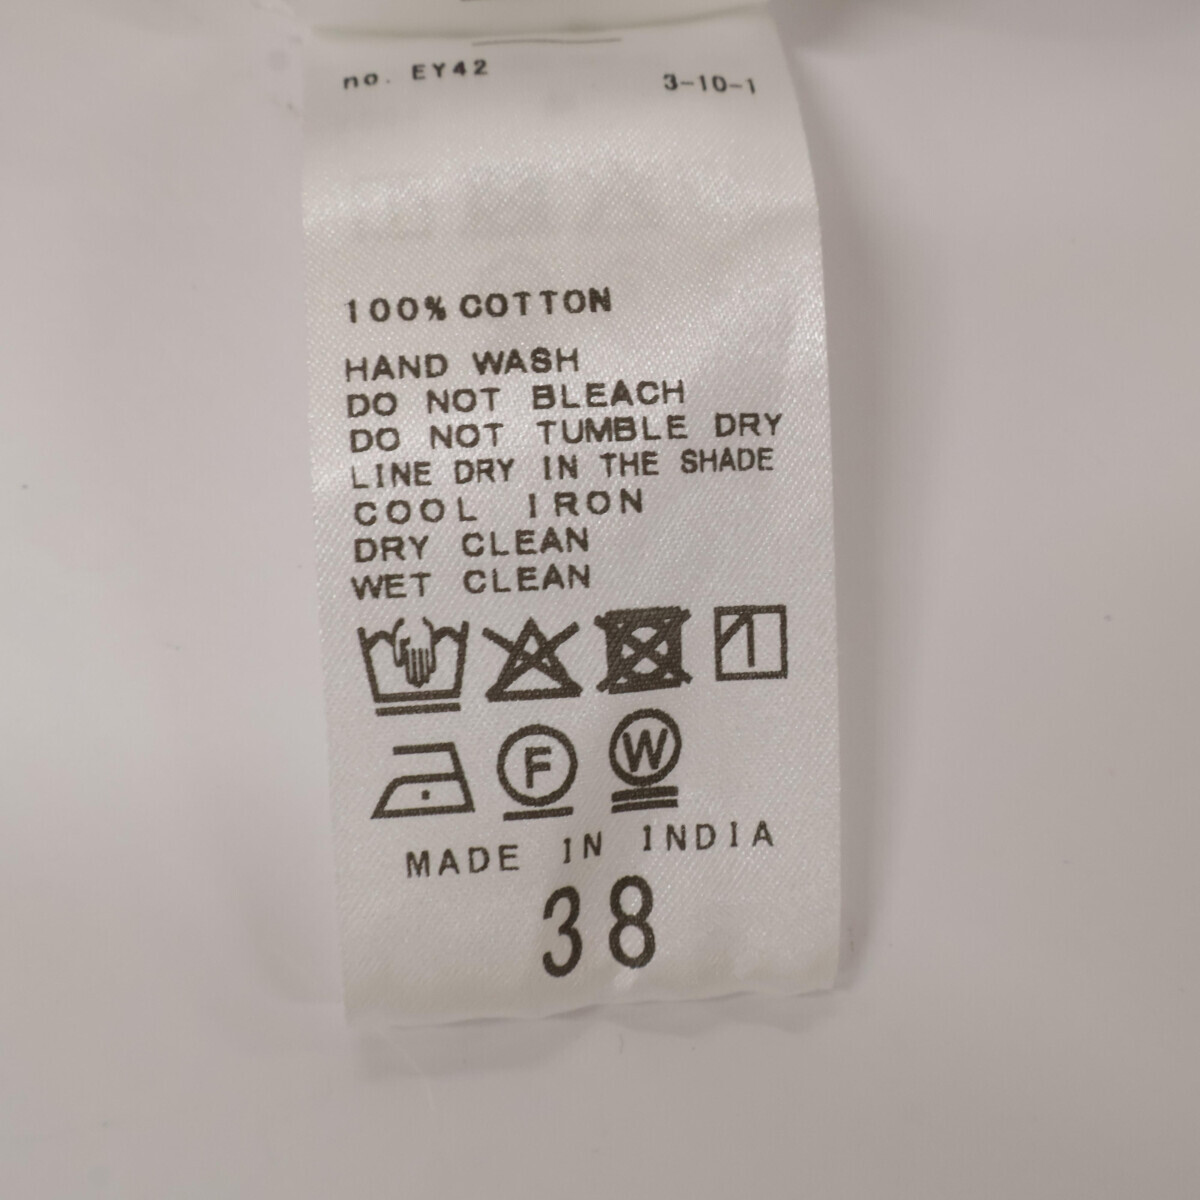 no. EY42 3-10-1
100% COTTON
HAND WASH
DO NOT BLEACH
DO NOT TUMBLE DRY
LINE DRY IN THE SHADE
COOL IRON
DRY CLEAN
WET CLEAN
F W
MADE IN INDIA
38